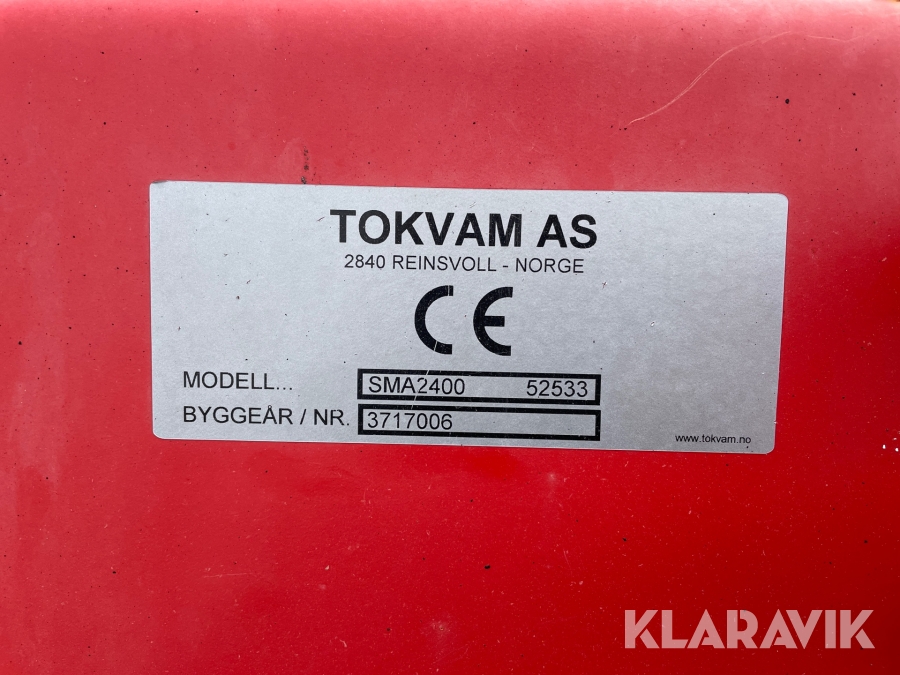 TOKVAM AS
2840 REINSVOLL - NORGE
CE
MODELL... SMA2400 52533
BYGGEÅR / NR. 3717006
www.tokvam.no
KLARAVIK